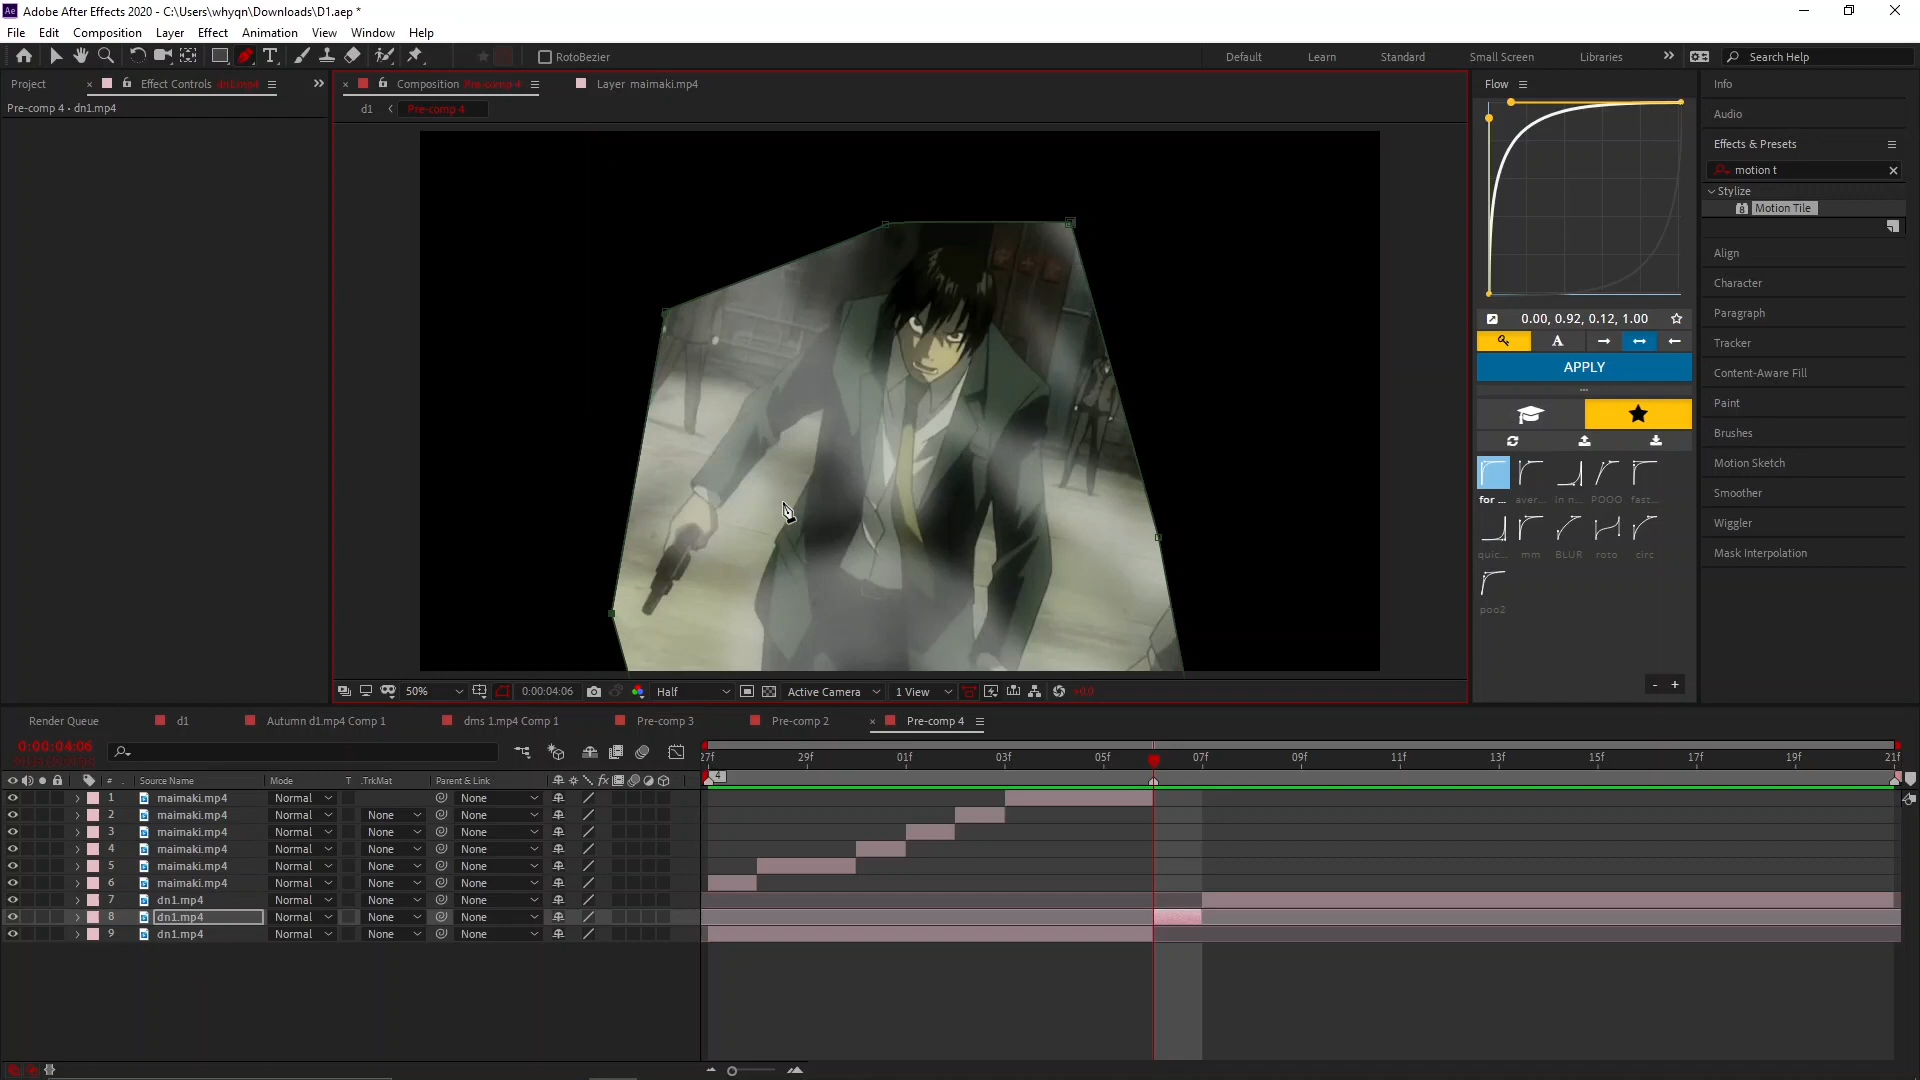 Adobe After Effects 2020 - C:\Users\whyqn\Downloads\D1.aep *
File Edit Composition Layer Effect Animation View Window Help
RotoBezier
Default Learn Standard Small Screen Libraries Search Help
Project Effect Controls dn1.mp4
Pre-comp 4 • dn1.mp4
Composition Pre-comp 4 Layer maimaki.mp4
d1 Pre-comp 4
Flow
0.00, 0.92, 0.12, 1.00
A
APPLY
for ... aver... in n... POOO fast...
quic... mm BLUR roto circ
poo2
- +
Info
Audio
Effects & Presets
motion t
Stylize
8 Motion Tile
Align
Character
Paragraph
Tracker
Content-Aware Fill
Paint
Brushes
Motion Sketch
Smoother
Wiggler
Mask Interpolation
50% 0:00:04:06 Half Active Camera 1 View +0.0
Render Queue d1 Autumn d1.mp4 Comp 1 dms 1.mp4 Comp 1 Pre-comp 3 Pre-comp 2 Pre-comp 4
0:00:04:06
27f 29f 01f 03f 05f 07f 09f 11f 13f 15f 17f 19f 21f
4
# Source Name Mode T .TrkMat Parent & Link
1 maimaki.mp4 Normal None
2 maimaki.mp4 Normal None None
3 maimaki.mp4 Normal None None
4 maimaki.mp4 Normal None None
5 maimaki.mp4 Normal None None
6 maimaki.mp4 Normal None None
7 dn1.mp4 Normal None None
8 dn1.mp4 Normal None None
9 dn1.mp4 Normal None None